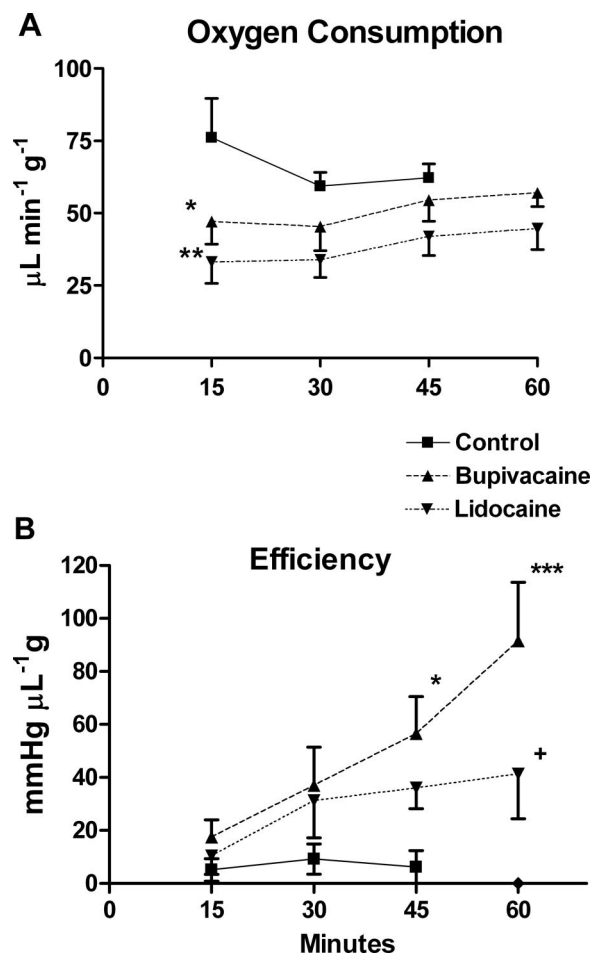 A
Oxygen Consumption
100
75
50
25
0
μL min⁻¹ g⁻¹
*
**
0 15 30 45 60
Control
Bupivacaine
Lidocaine
B
Efficiency
120
100
80
60
40
20
0
mmHg μL⁻¹g
***
*
+
0 15 30 45 60
Minutes